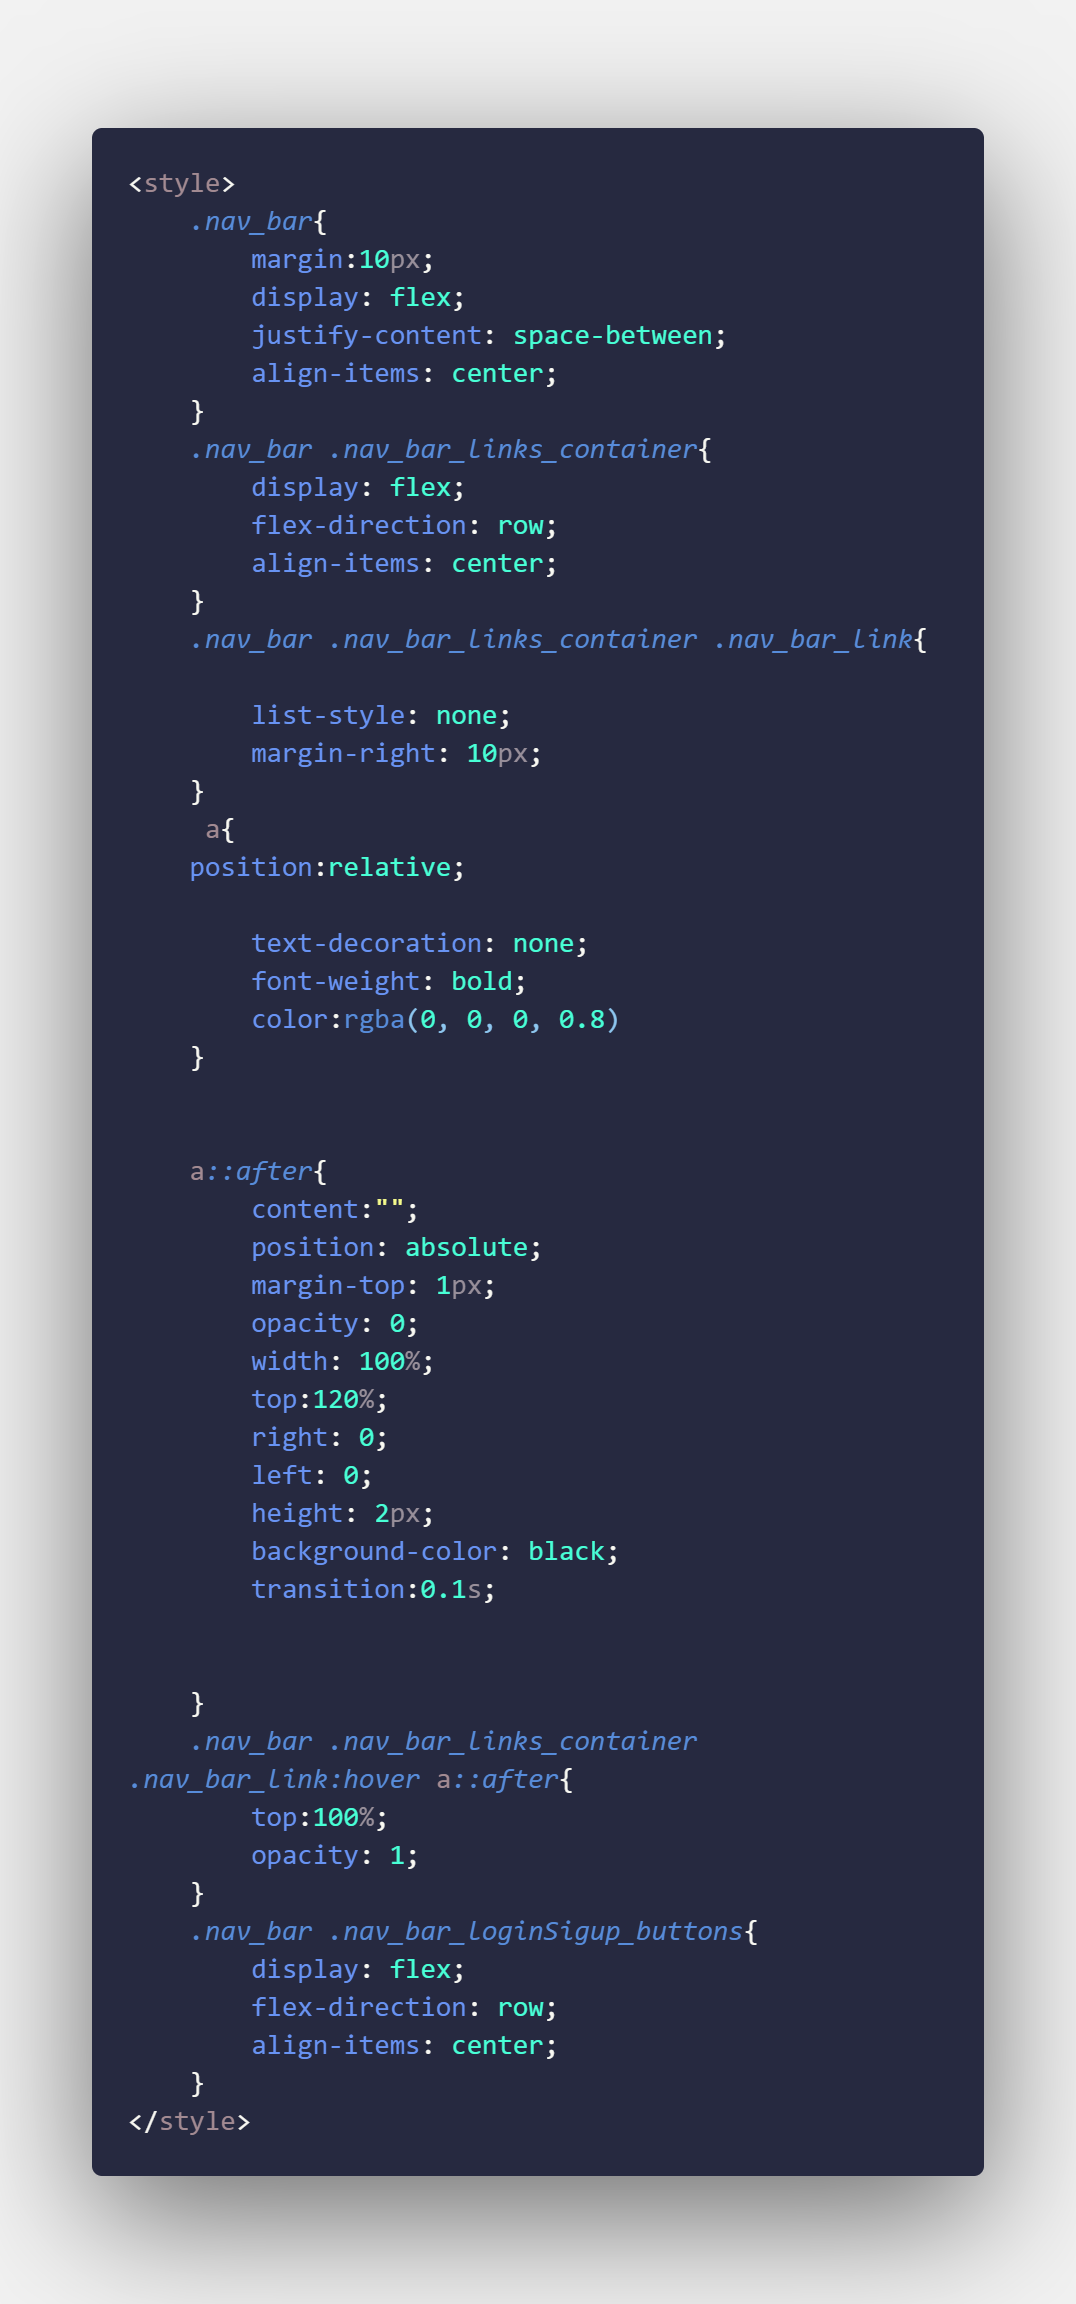 <style>
    .nav_bar{
        margin:10px;
        display: flex;
        justify-content: space-between;
        align-items: center;
    }
    .nav_bar .nav_bar_links_container{
        display: flex;
        flex-direction: row;
        align-items: center;
    }
    .nav_bar .nav_bar_links_container .nav_bar_link{

        list-style: none;
        margin-right: 10px;
    }
     a{
    position:relative;

        text-decoration: none;
        font-weight: bold;
        color:rgba(0, 0, 0, 0.8)
    }


    a::after{
        content:"";
        position: absolute;
        margin-top: 1px;
        opacity: 0;
        width: 100%;
        top:120%;
        right: 0;
        left: 0;
        height: 2px;
        background-color: black;
        transition:0.1s;


    }
    .nav_bar .nav_bar_links_container
.nav_bar_link:hover a::after{
        top:100%;
        opacity: 1;
    }
    .nav_bar .nav_bar_loginSigup_buttons{
        display: flex;
        flex-direction: row;
        align-items: center;
    }
</style>